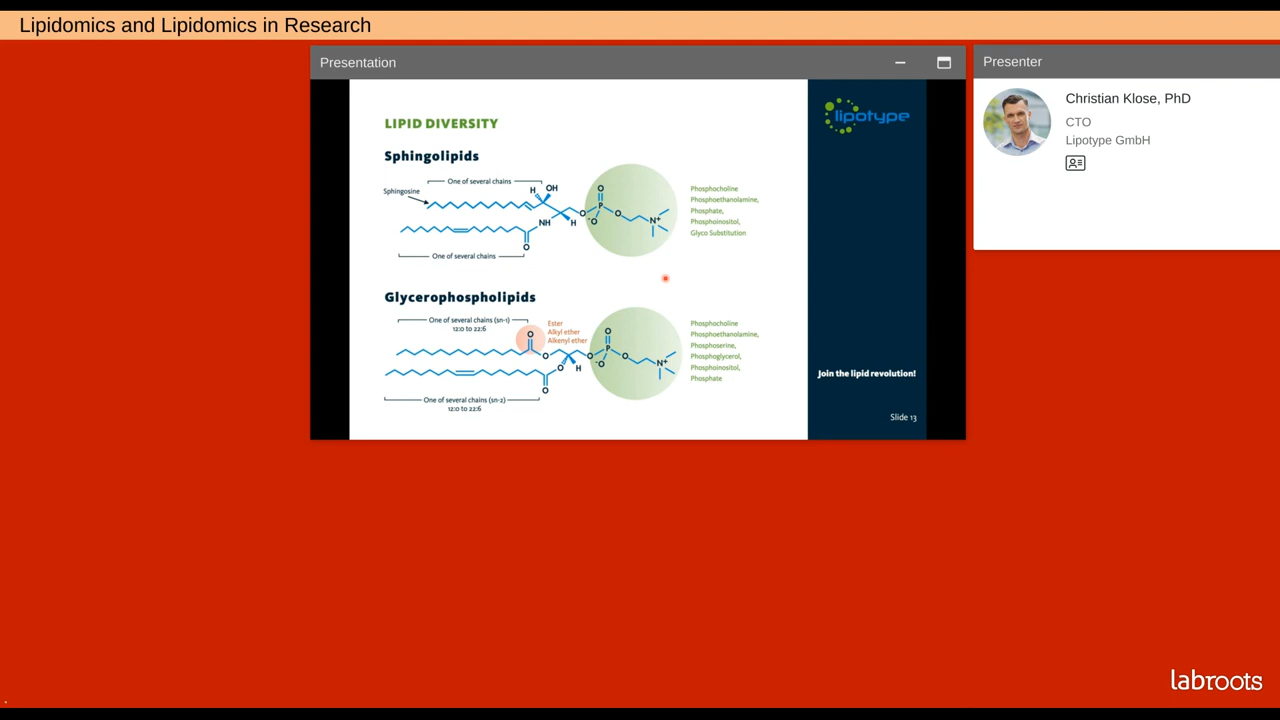 Lipidomics and Lipidomics in Research
Presentation
Presenter
Christian Klose, PhD
CTO
Lipotype GmbH
lipotype
LIPID DIVERSITY
Sphingolipids
One of several chains
Sphingosine
H
OH
O
P
O
-O
O
N+
NH
H
O
One of several chains
Phosphocholine
Phosphoethanolamine,
Phosphate,
Phosphoinositol,
Glyco Substitution
Glycerophospholipids
One of several chains (sn-1)
12:0 to 22:6
Ester
Alkyl ether
Alkenyl ether
O
O
O
P
O
-O
O
N+
O
H
O
One of several chains (sn-2)
12:0 to 22:6
Phosphocholine
Phosphoethanolamine,
Phosphoserine,
Phosphoglycerol,
Phosphoinositol,
Phosphate
Join the lipid revolution!
Slide 13
labroots